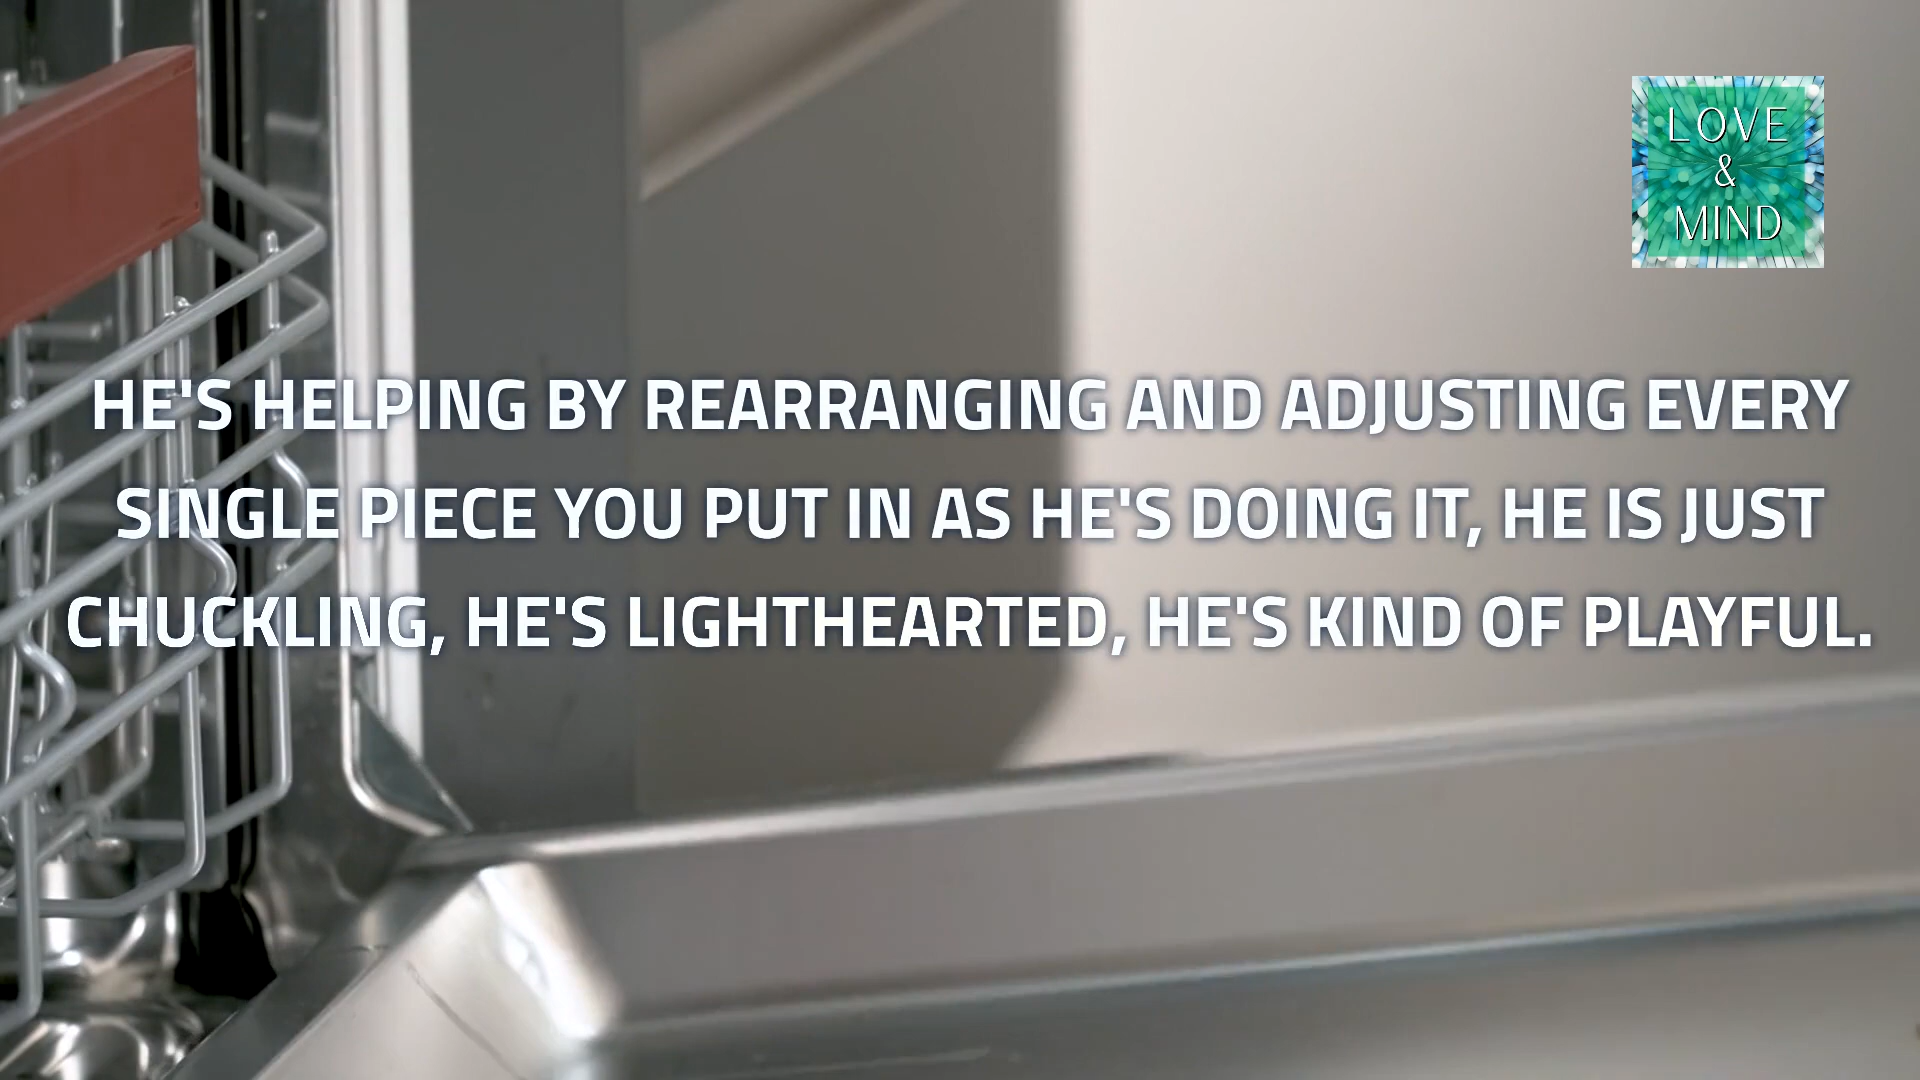 LOVE
&
MIND
HE'S HELPING BY REARRANGING AND ADJUSTING EVERY
SINGLE PIECE YOU PUT IN AS HE'S DOING IT, HE IS JUST
CHUCKLING, HE'S LIGHTHEARTED, HE'S KIND OF PLAYFUL.